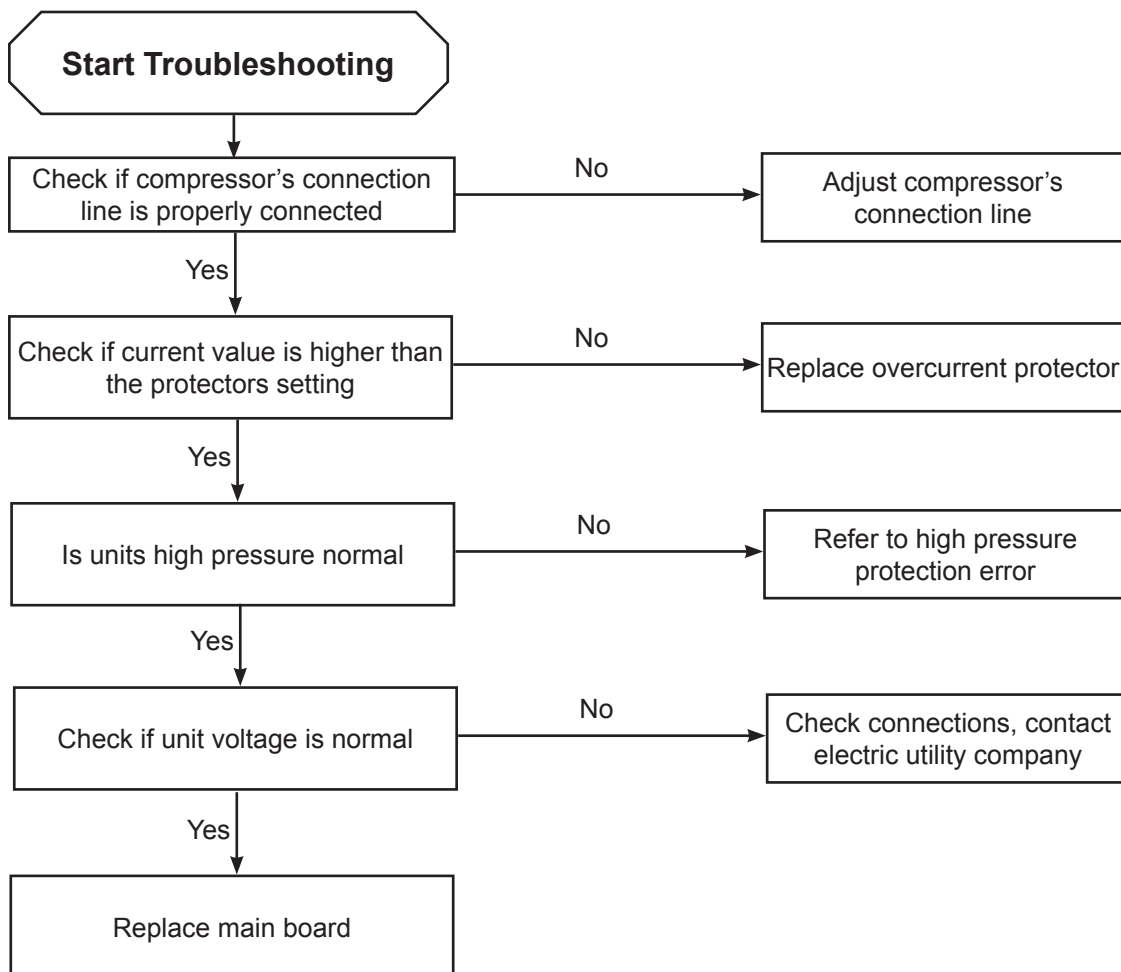 Start Troubleshooting
Check if compressor’s connection
line is properly connected
No
Adjust compressor’s
connection line
Yes
Check if current value is higher than
the protectors setting
No
Replace overcurrent protector
Yes
Is units high pressure normal
No
Refer to high pressure
protection error
Yes
Check if unit voltage is normal
No
Check connections, contact
electric utility company
Yes
Replace main board